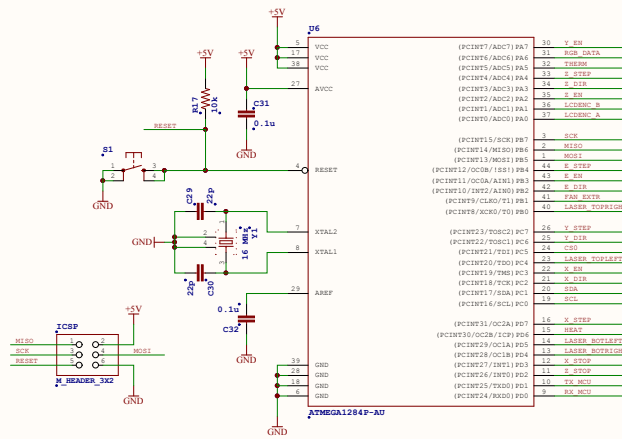 +5V
U6
+5V
+5V
5 VCC
17 VCC
38 VCC
27 AVCC
R17
10k
C31
0.1u
GND
RESET
S1
1 3
2 4
GND
4 RESET
C29
22p
1
2
4
3
16 MHz
Y1
GND
22p
C30
7 XTAL2
8 XTAL1
29 AREF
0.1u
C32
GND
+5V
ICSP
MISO 1 2
SCK 3 4 MOSI
RESET 5 6
M_HEADER_3X2
GND
39 GND
28 GND
18 GND
6 GND
GND
ATMEGA1284P-AU
(PCINT7/ADC7) PA7 30 Y_EN
(PCINT6/ADC6) PA6 31 RGB_DATA
(PCINT5/ADC5) PA5 32 THERM
(PCINT4/ADC4) PA4 33 Z_STEP
(PCINT3/ADC3) PA3 34 Z_DIR
(PCINT2/ADC2) PA2 35 Z_EN
(PCINT1/ADC1) PA1 36 LCDENC_B
(PCINT0/ADC0) PA0 37 LCDENC_A
(PCINT15/SCK) PB7 3 SCK
(PCINT14/MISO) PB6 2 MISO
(PCINT13/MOSI) PB5 1 MOSI
(PCINT12/OC0B/!SS!) PB4 44 E_STEP
(PCINT11/OC0A/AIN1) PB3 43 E_EN
(PCINT10/INT2/AIN0) PB2 42 E_DIR
(PCINT9/CLKO/T1) PB1 41 FAN_EXTR
(PCINT8/XCK0/T0) PB0 40 LASER_TOPRIGH
(PCINT23/TOSC2) PC7 26 Y_STEP
(PCINT22/TOSC1) PC6 25 Y_DIR
(PCINT21/TDI) PC5 24 CS0
(PCINT20/TDO) PC4 23 LASER_TOPLEFT
(PCINT19/TMS) PC3 22 X_EN
(PCINT18/TCK) PC2 21 X_DIR
(PCINT17/SDA) PC1 20 SDA
(PCINT16/SCL) PC0 19 SCL
(PCINT31/OC2A) PD7 16 X_STEP
(PCINT30/OC2B/ICP) PD6 15 HEAT
(PCINT29/OC1A) PD5 14 LASER_BOTLEFT
(PCINT28/OC1B) PD4 13 LASER_BOTRIGH
(PCINT27/INT1) PD3 12 X_STOP
(PCINT26/INT0) PD2 11 Z_STOP
(PCINT25/TXD0) PD1 10 TX_MCU
(PCINT24/RXD0) PD0 9 RX_MCU